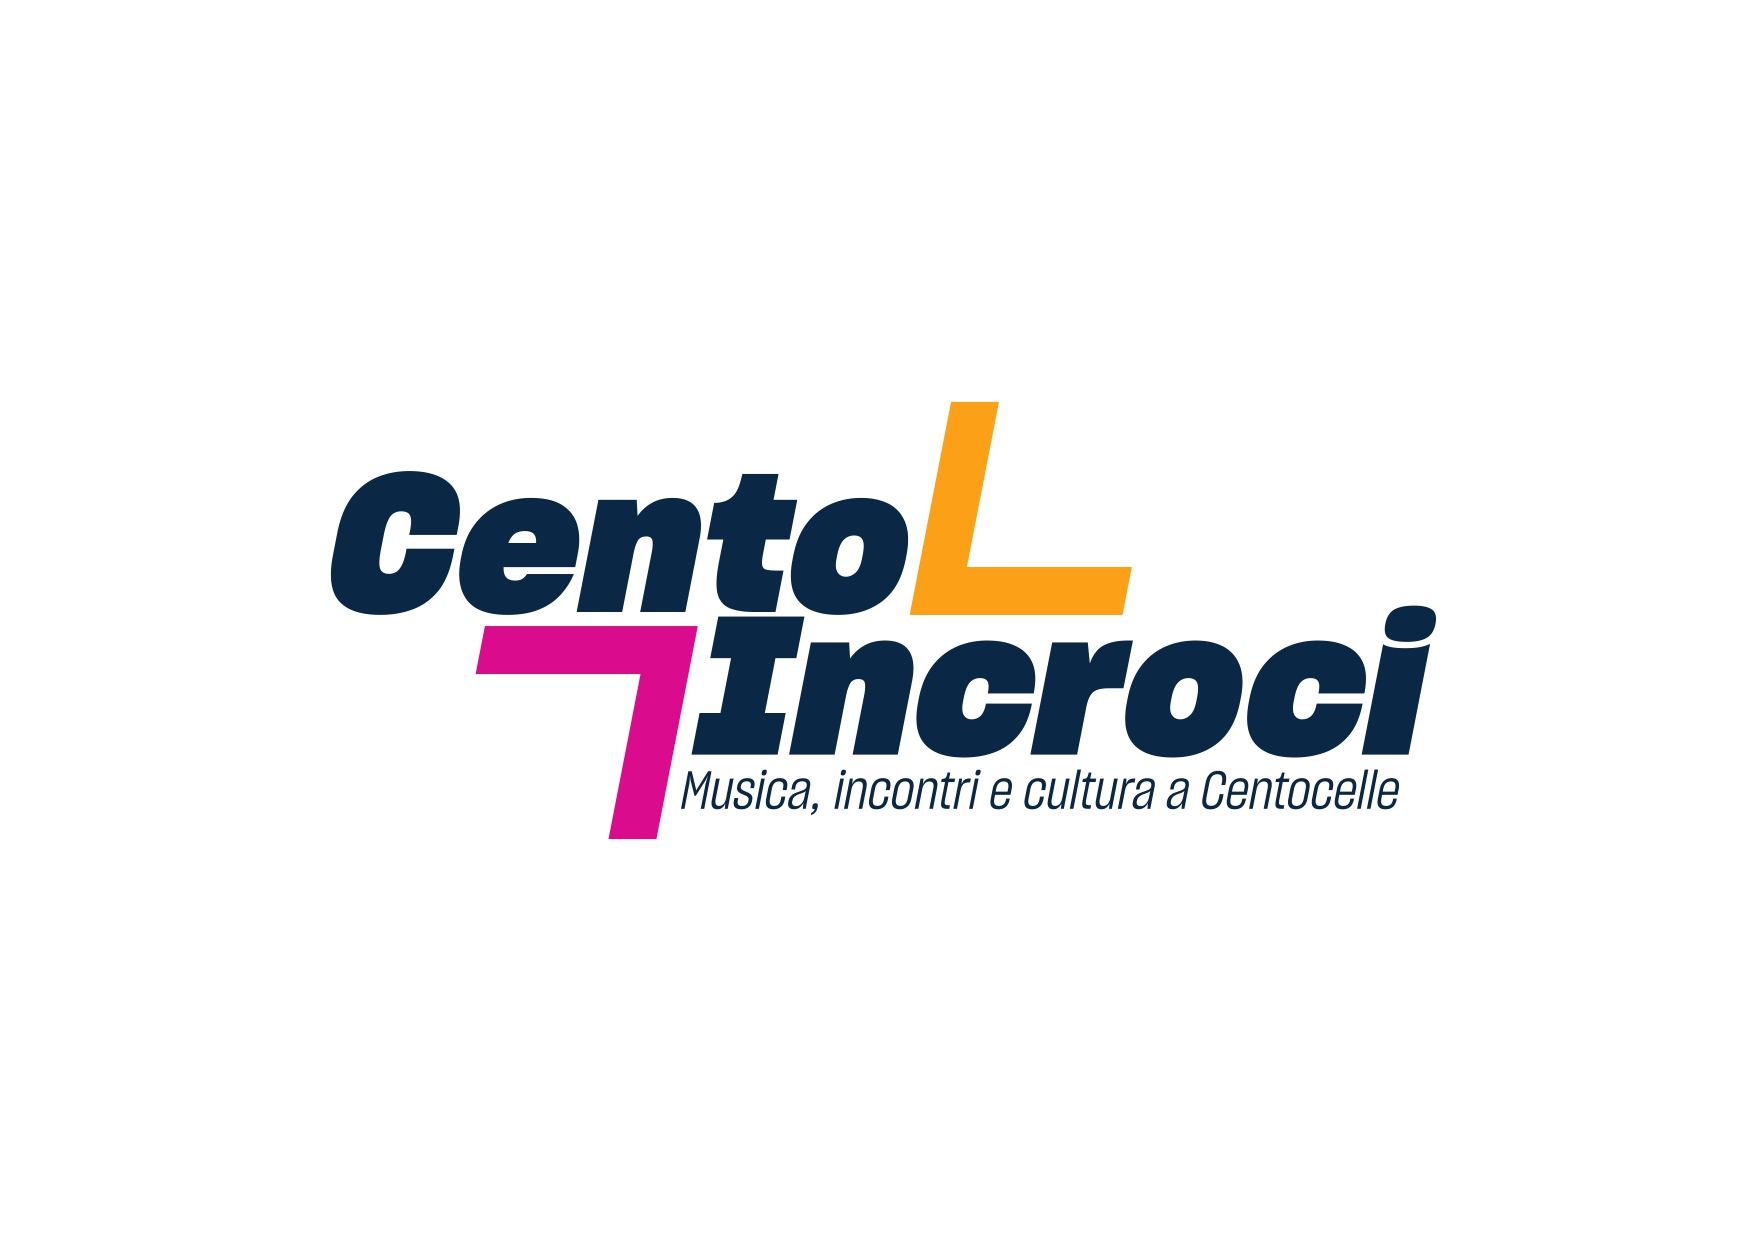 Cento
Incroci
Musica, incontri e cultura a Centocelle